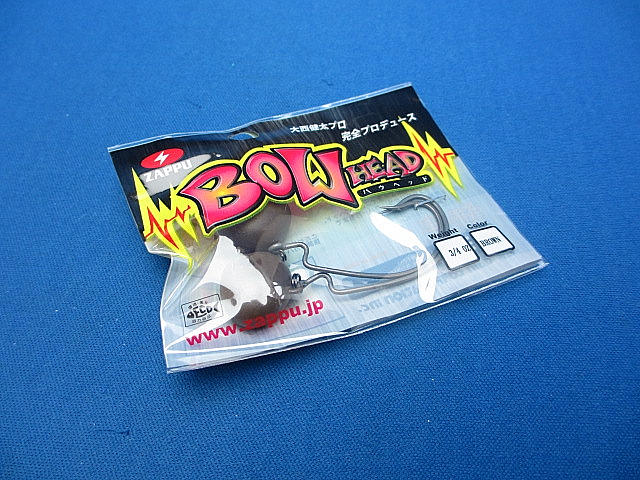 ZAPPU
大西健太プロ
完全プロデュース
BOW HEAD
バウヘッド
Weight
3/4 oz
Color
BROWN
www.zappu.jp